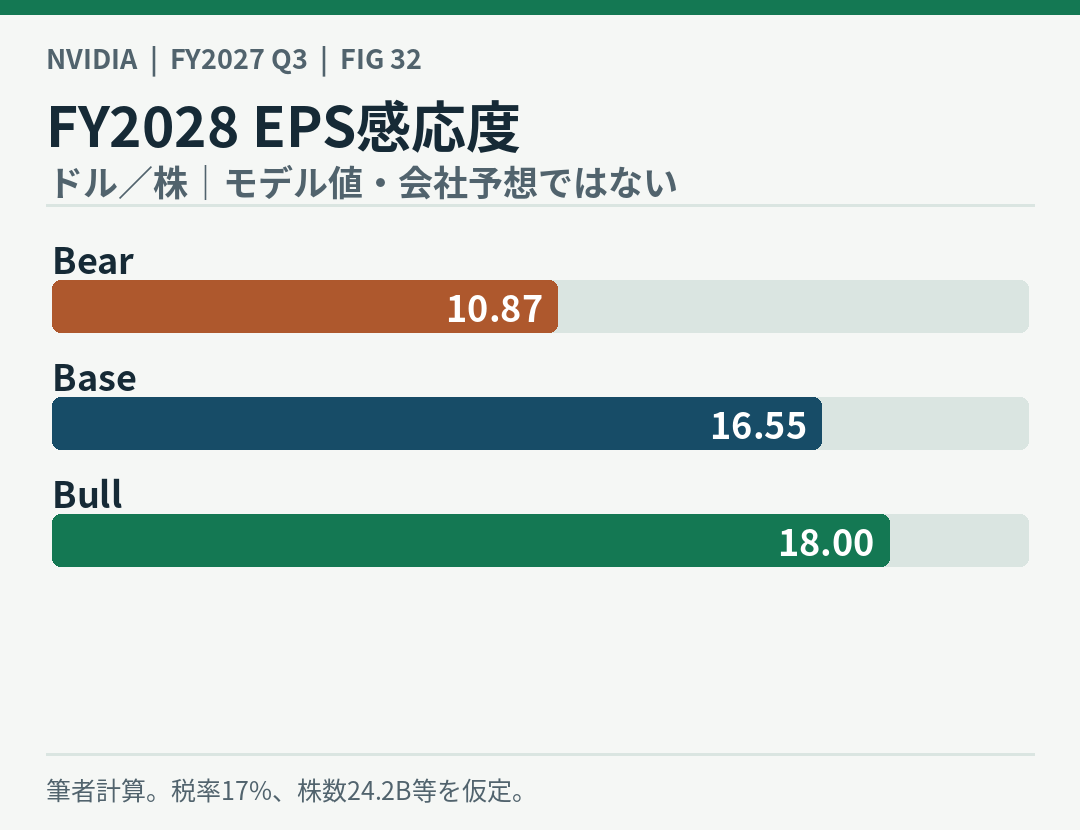 NVIDIA | FY2027 Q3 | FIG 32
FY2028 EPS感応度
ドル／株｜モデル値・会社予想ではない
Bear
10.87
Base
16.55
Bull
18.00
筆者計算。税率17%、株数24.2B等を仮定。